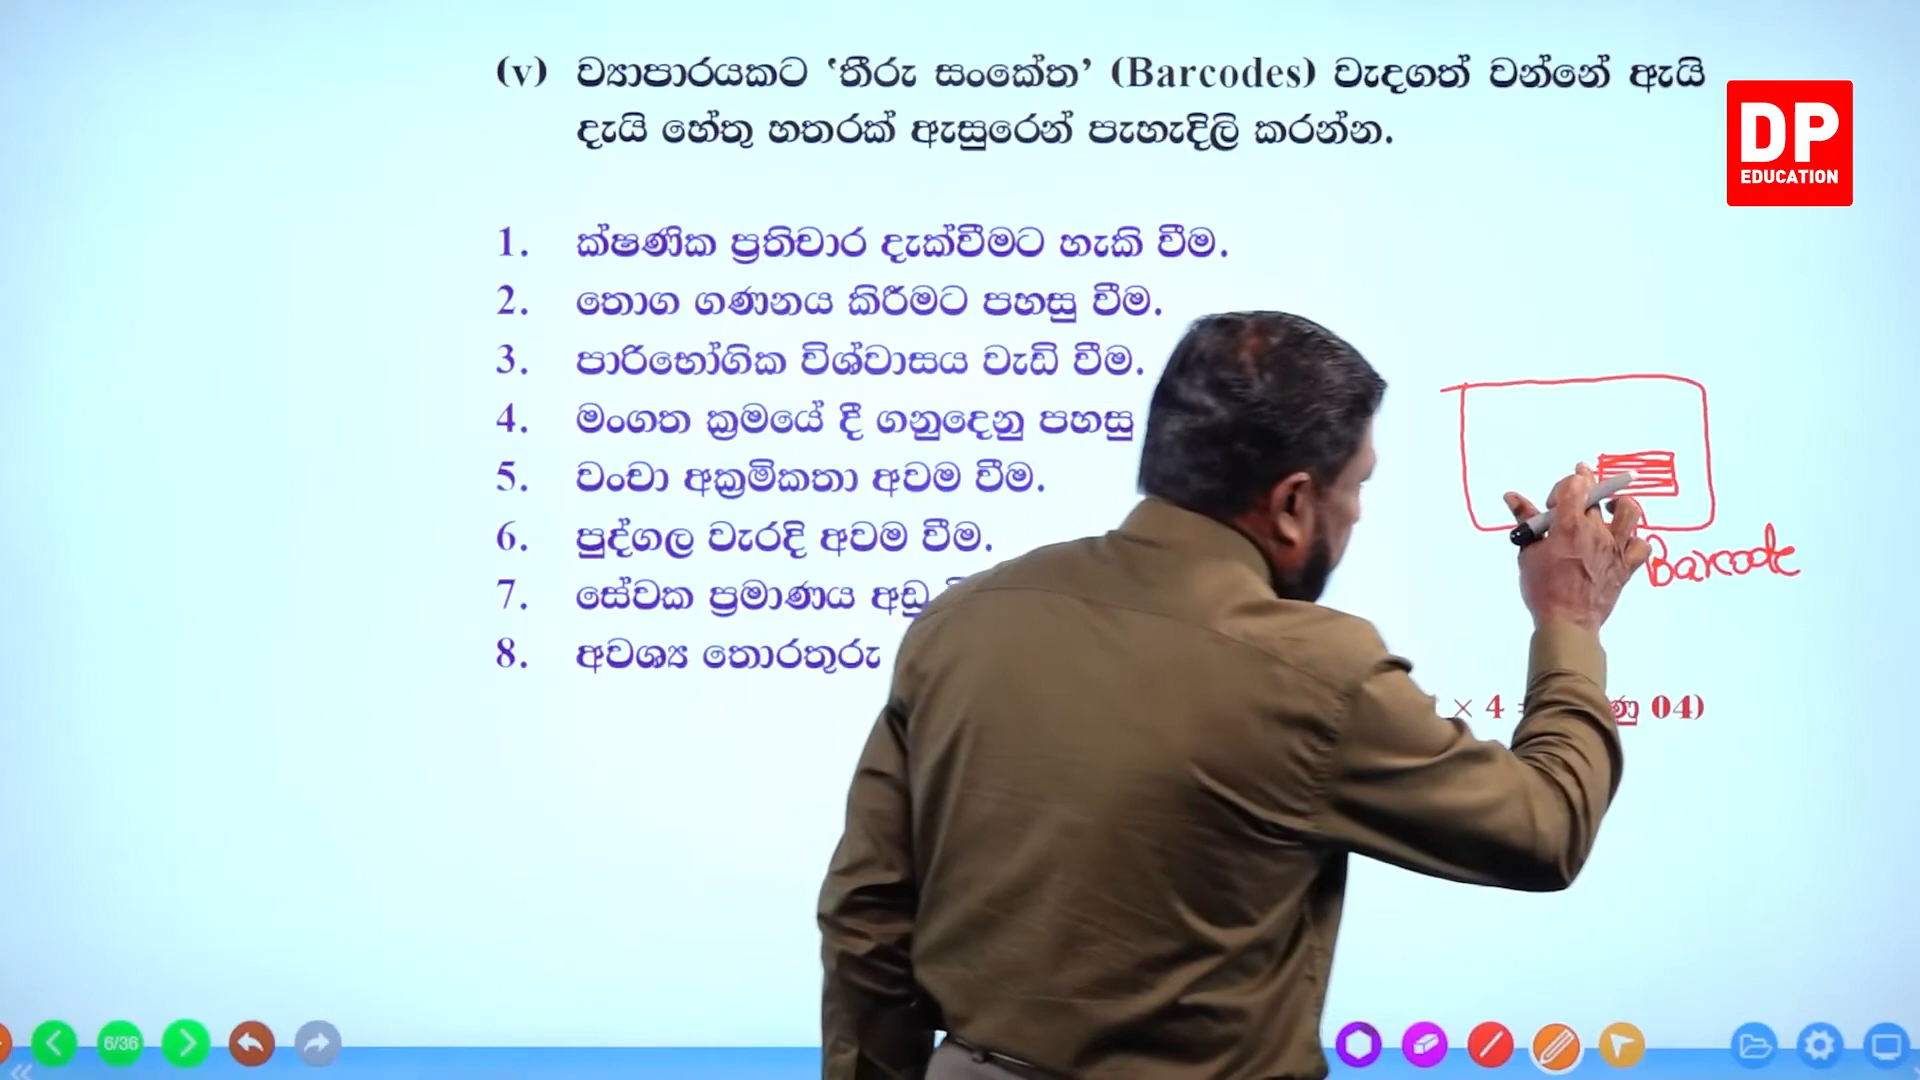 (v) ව්‍යාපාරයකට ‘තීරු සංකේත’ (Barcodes) වැදගත් වන්නේ ඇයි
දැයි හේතු හතරක් ඇසුරෙන් පැහැදිලි කරන්න.
DP
EDUCATION
1. ක්ෂණික ප්‍රතිචාර දැක්වීමට හැකි වීම.
2. තොග ගණනය කිරීමට පහසු වීම.
3. පාරිභෝගික විශ්වාසය වැඩි වීම.
4. මංගත ක්‍රමයේ දී ගනුදෙනු පහසු
5. වංචා අක්‍රමිකතා අවම වීම.
6. පුද්ගල වැරදි අවම වීම.
7. සේවක ප්‍රමාණය අඩු
8. අවශ්‍ය තොරතුරු
Barcode
× 4 = 04)
6/36